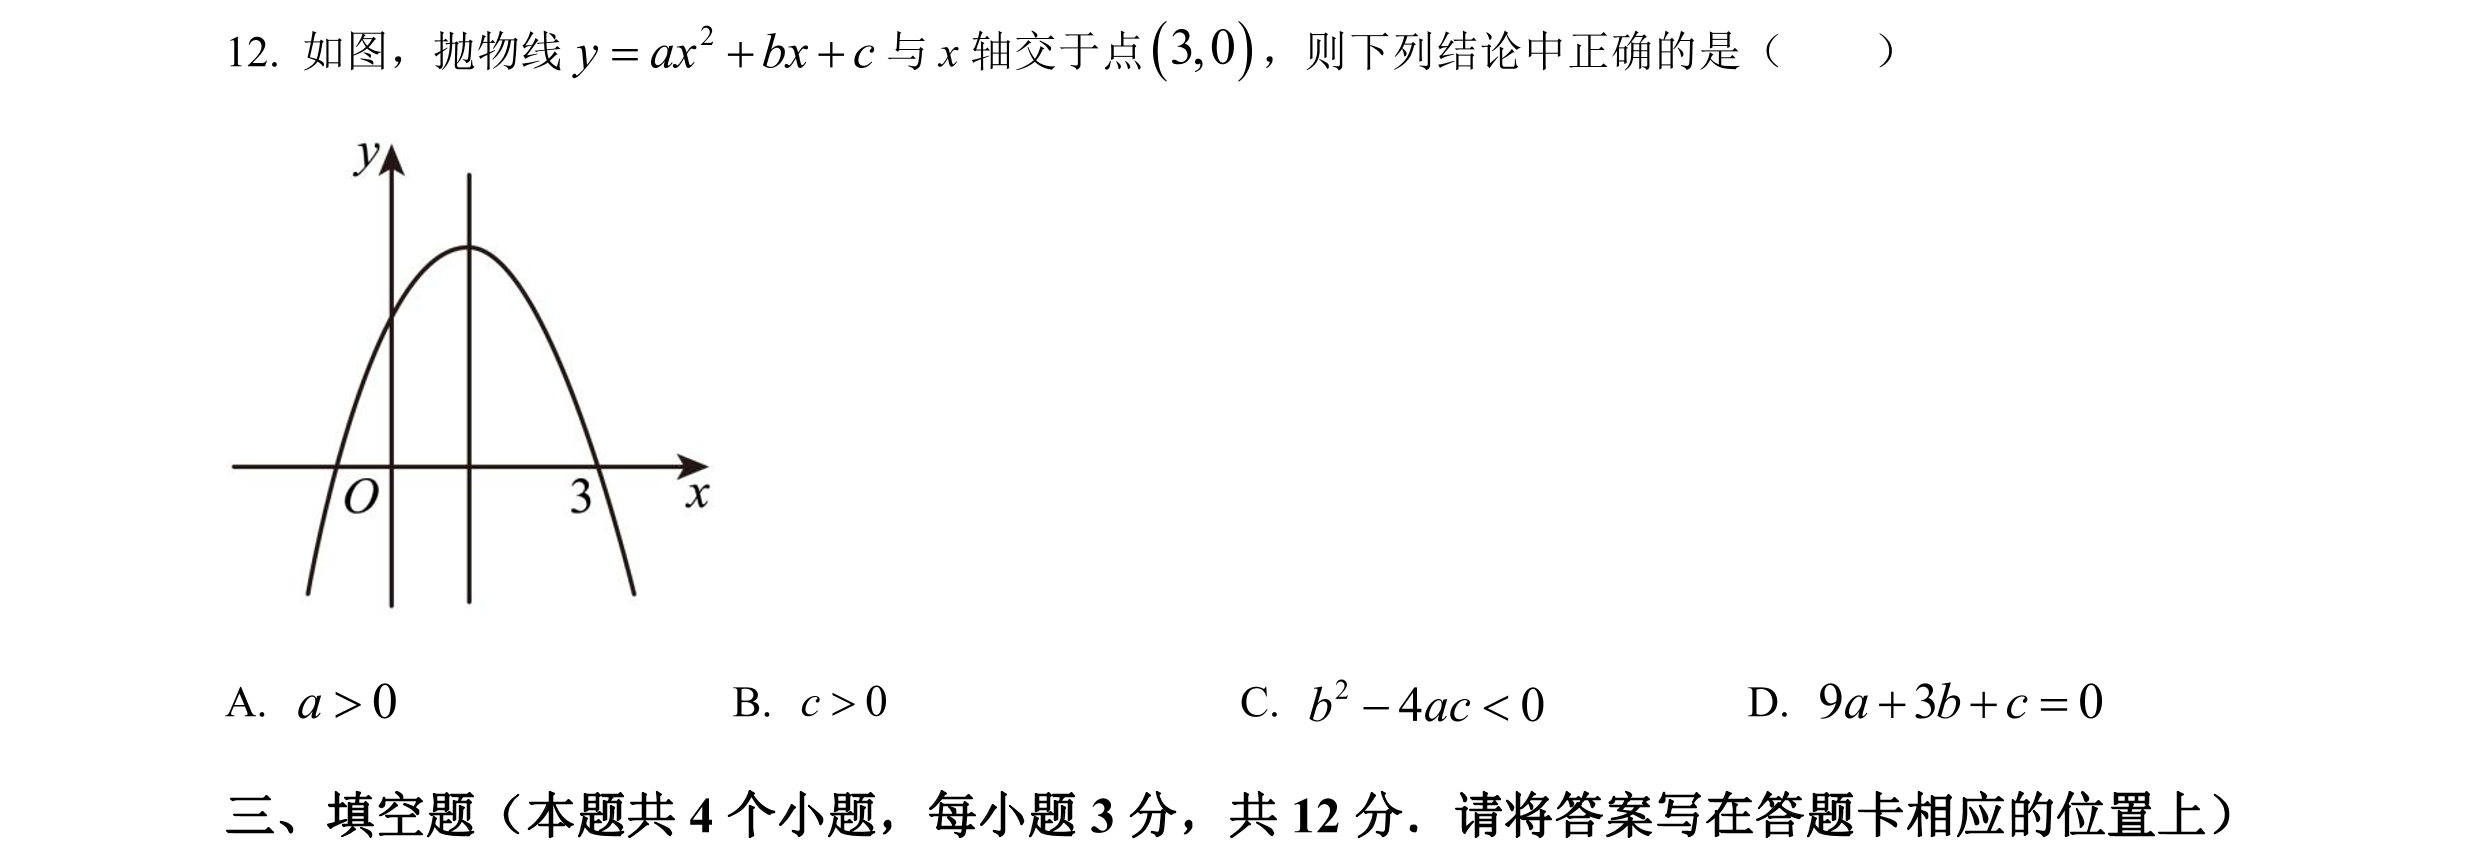 12. 如图，抛物线 y = ax² + bx + c 与 x 轴交于点(3,0)，则下列结论中正确的是（　　）
y
O
3
x
A. a > 0　B. c > 0　C. b² − 4ac < 0　D. 9a + 3b + c = 0
三、填空题（本题共 4 个小题，每小题 3 分，共 12 分．请将答案写在答题卡相应的位置上）